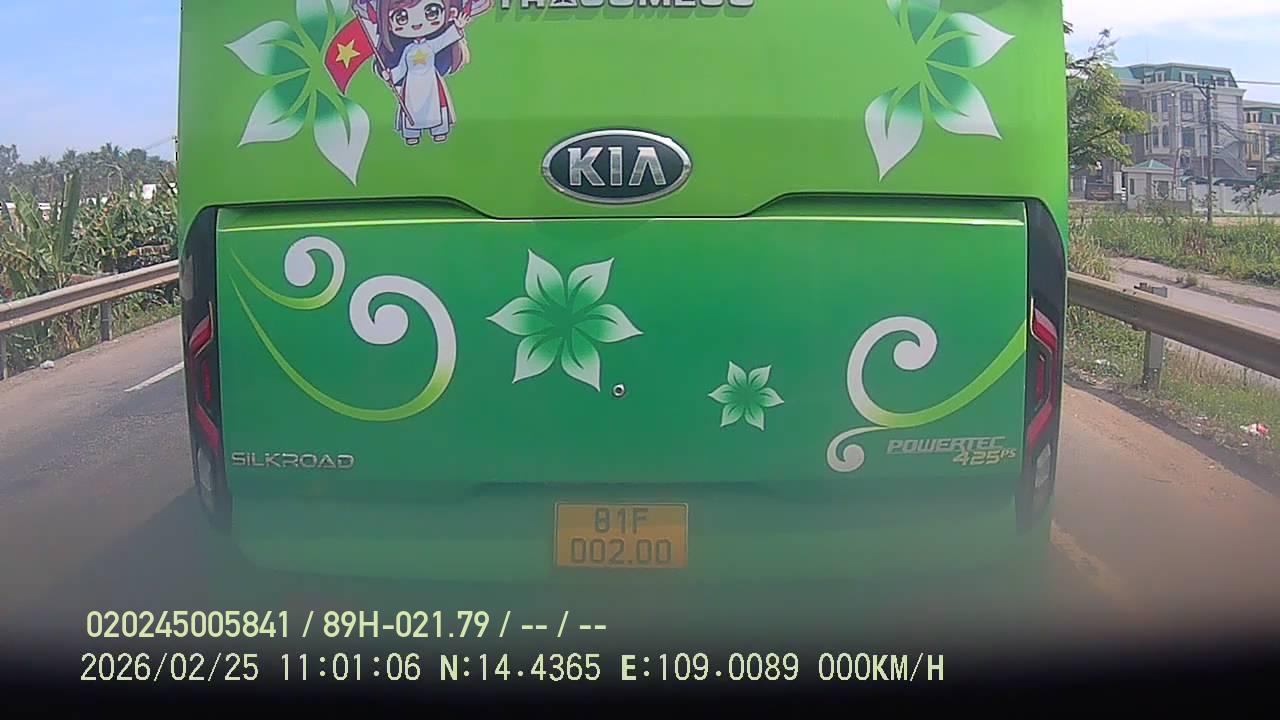 KIA
SILKROAD
POWERTEC
425PS
81F
002.00
020245005841 / 89H-021.79 / -- / --
2026/02/25 11:01:06 N:14.4365 E:109.0089 000KM/H